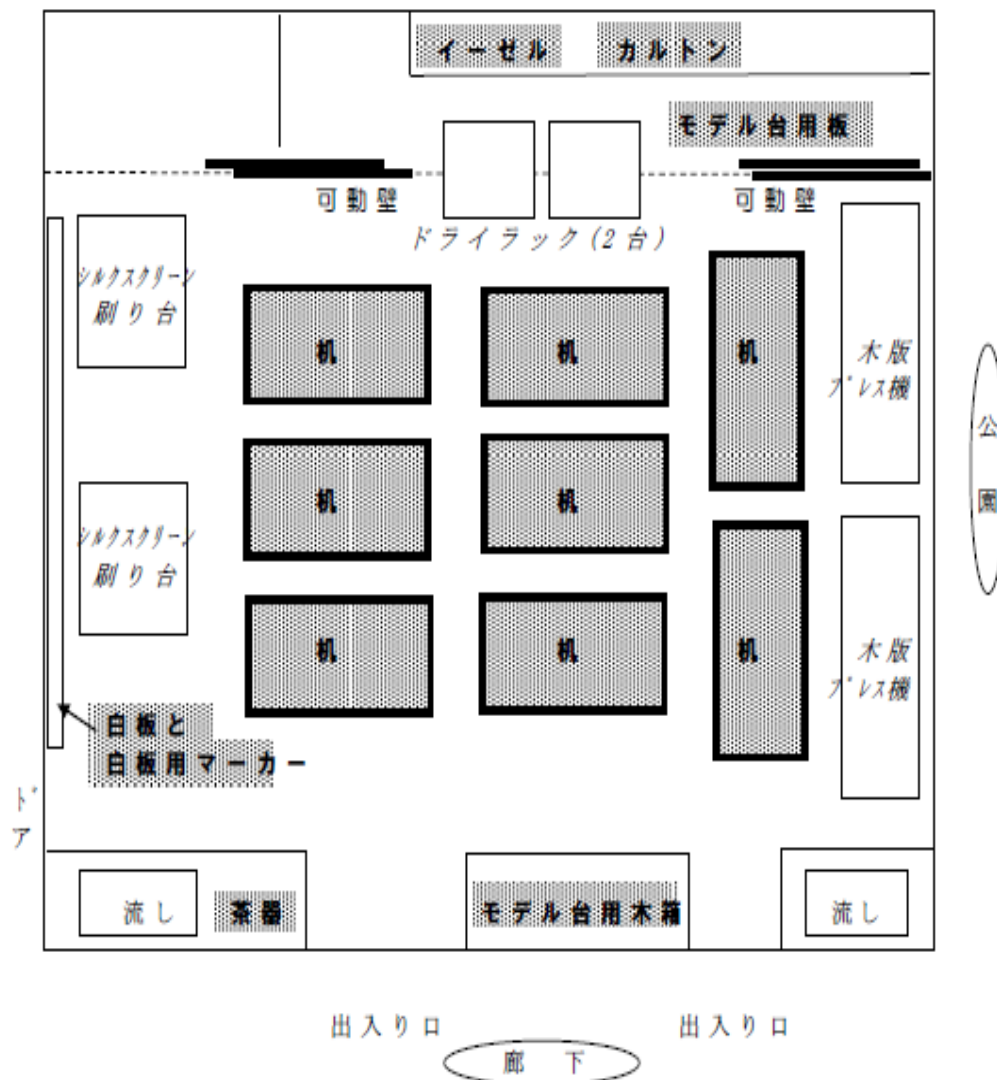 イーゼル　カルトン
モデル台用板
可動壁
可動壁
ドライラック(2台)
シルクスクリーン
刷り台
机
机
机
木版
プレス機
公
園
机
机
シルクスクリーン
刷り台
机
机
机
木版
プレス機
白板と
白板用マーカー
ドア
流し
茶器
モデル台用木箱
流し
出入り口
出入り口
廊　下